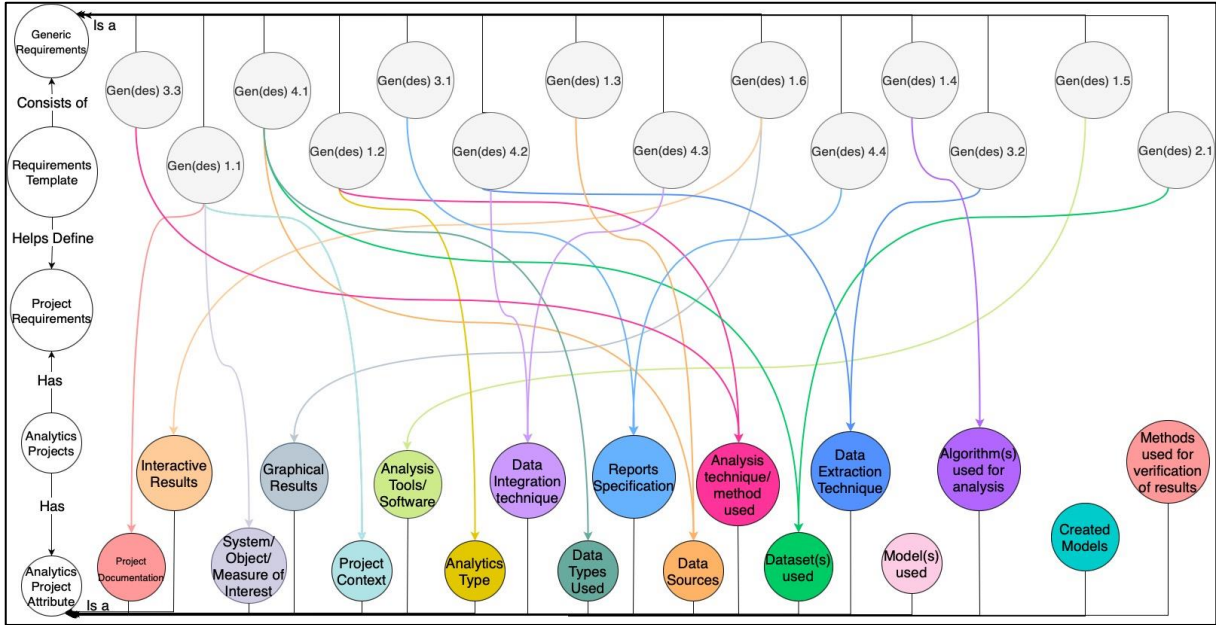 Is a
Generic
Requirements
Consists of
Requirements
Template
Helps Define
Project
Requirements
Has
Analytics
Projects
Has
Analytics
Project
Attribute
Is a
Gen(des) 3.3
Gen(des) 4.1
Gen(des) 3.1
Gen(des) 1.3
Gen(des) 1.6
Gen(des) 1.4
Gen(des) 1.5
Gen(des) 1.1
Gen(des) 1.2
Gen(des) 4.2
Gen(des) 4.3
Gen(des) 4.4
Gen(des) 3.2
Gen(des) 2.1
Interactive
Results
Graphical
Results
Analysis
Tools/
Software
Data
Integration
technique
Reports
Specification
Analysis
technique/
method
used
Data
Extraction
Technique
Algorithm(s)
used for
analysis
Methods
used for
verification
of results
Project
Documentation
System/
Object/
Measure of
Interest
Project
Context
Analytics
Type
Data
Types
Used
Data
Sources
Dataset(s)
used
Model(s)
used
Created
Models